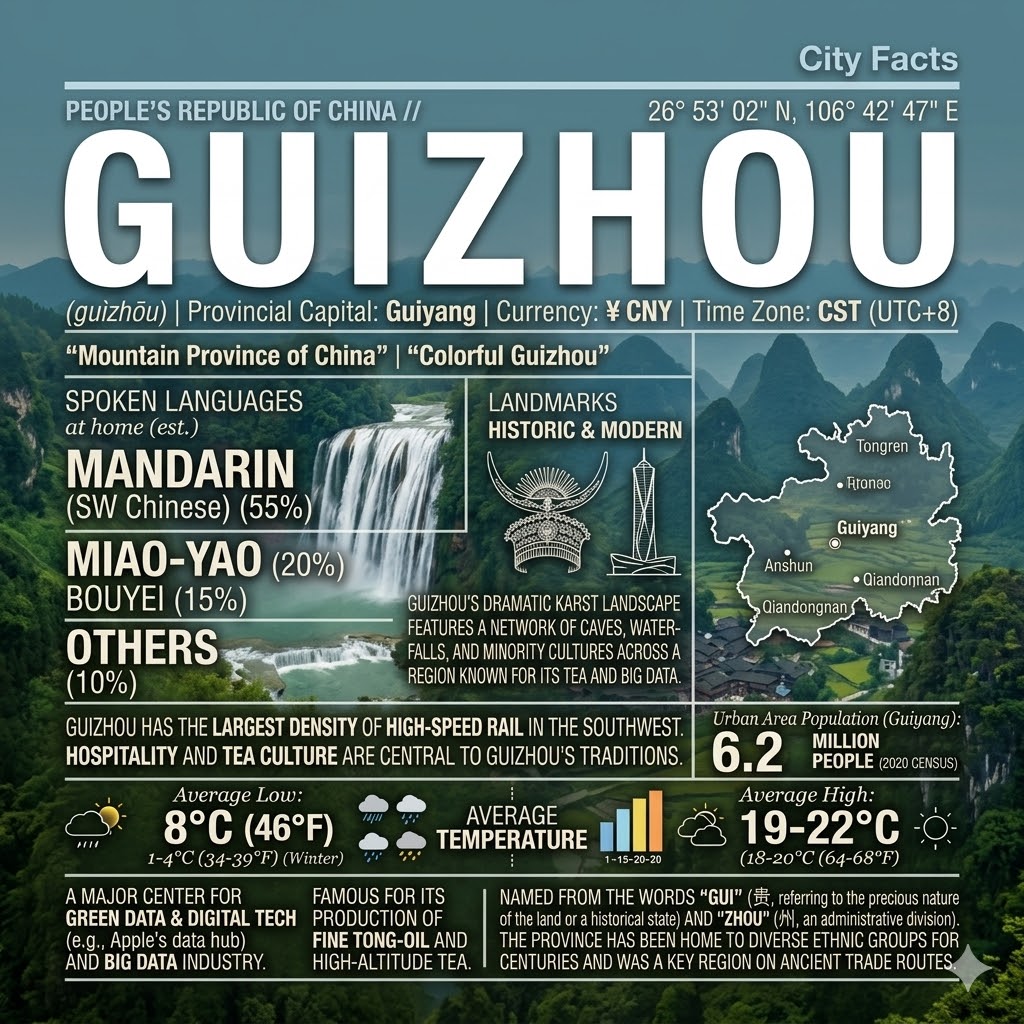 City Facts
PEOPLE'S REPUBLIC OF CHINA //
26° 53' 02" N, 106° 42' 47" E
GUIZHOU
(guìzhōu) | Provincial Capital: Guiyang | Currency: ¥ CNY | Time Zone: CST (UTC+8)
“Mountain Province of China” | “Colorful Guizhou”
SPOKEN LANGUAGES
at home (est.)
MANDARIN
(SW Chinese) (55%)
MIAO-YAO (20%)
BOUYEI (15%)
OTHERS
(10%)
LANDMARKS
HISTORIC & MODERN
GUIZHOU'S DRAMATIC KARST LANDSCAPE
FEATURES A NETWORK OF CAVES, WATER-
FALLS, AND MINORITY CULTURES ACROSS A
REGION KNOWN FOR ITS TEA AND BIG DATA.
Tongren
Guiyang
Anshun
Qiandonnan
Qiandongnan
GUIZHOU HAS THE LARGEST DENSITY OF HIGH-SPEED RAIL IN THE SOUTHWEST.
HOSPITALITY AND TEA CULTURE ARE CENTRAL TO GUIZHOU'S TRADITIONS.
Urban Area Population (Guiyang):
6.2 MILLION
PEOPLE (2020 CENSUS)
Average Low:
8°C (46°F)
1-4°C (34-39°F) (Winter)
AVERAGE
TEMPERATURE
1-15-20-20
Average High:
19-22°C
(18-20°C (64-68°F)
A MAJOR CENTER FOR
GREEN DATA & DIGITAL TECH
(e.g., Apple's data hub)
AND BIG DATA INDUSTRY.
FAMOUS FOR ITS
PRODUCTION OF
FINE TONG-OIL AND
HIGH-ALTITUDE TEA.
NAMED FROM THE WORDS “GUI” (贵, referring to the precious nature
of the land or a historical state) AND “ZHOU” (州, an administrative division).
THE PROVINCE HAS BEEN HOME TO DIVERSE ETHNIC GROUPS FOR
CENTURIES AND WAS A KEY REGION ON ANCIENT TRADE ROUTES.